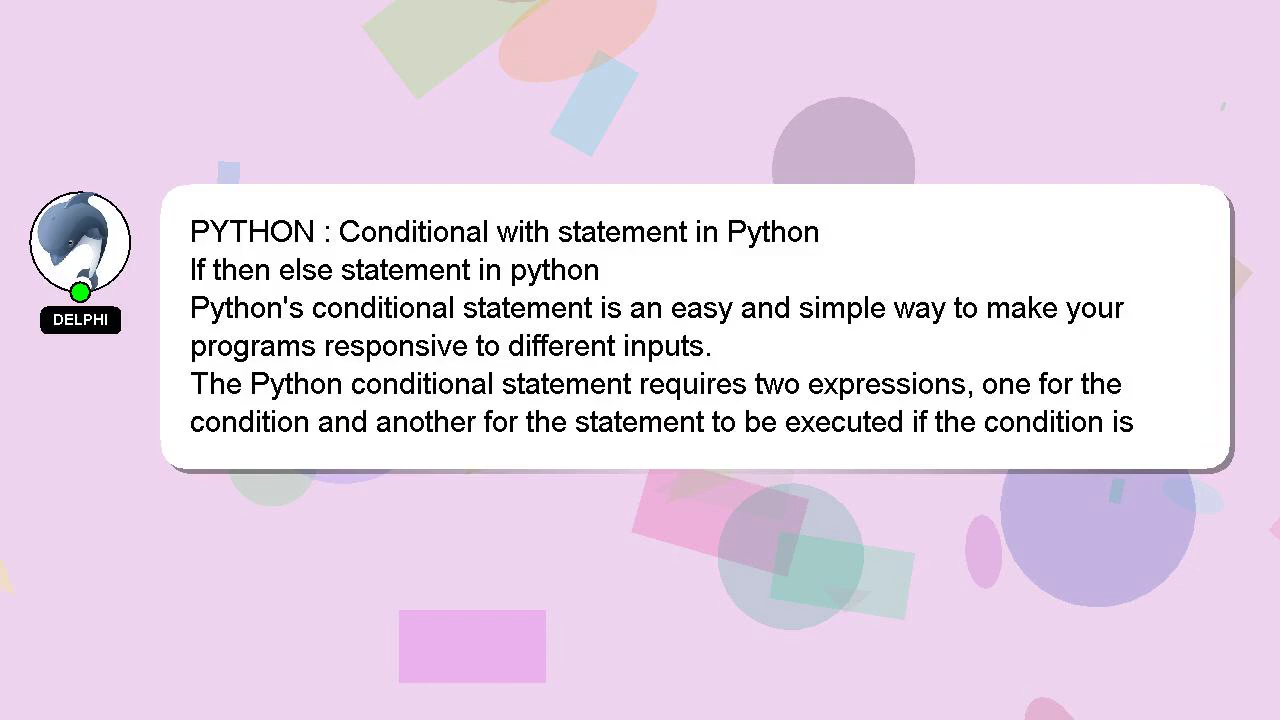 PYTHON : Conditional with statement in Python
If then else statement in python
Python's conditional statement is an easy and simple way to make your
programs responsive to different inputs.
The Python conditional statement requires two expressions, one for the
condition and another for the statement to be executed if the condition is
DELPHI